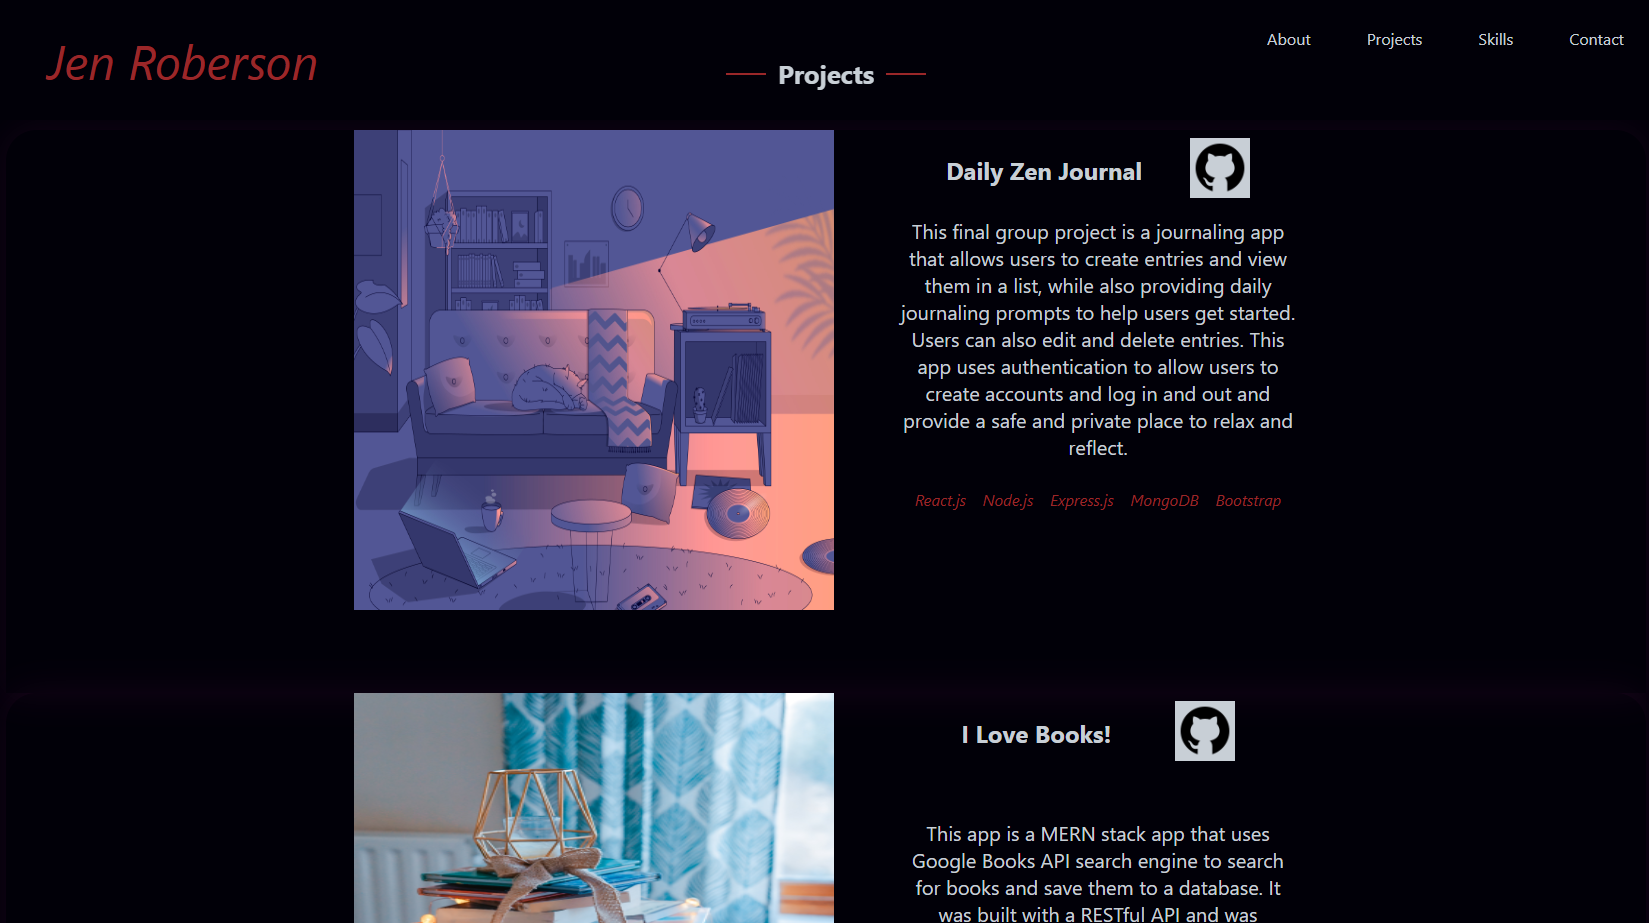 Jen Roberson
About Projects Skills Contact
Projects
Daily Zen Journal
This final group project is a journaling app
that allows users to create entries and view
them in a list, while also providing daily
journaling prompts to help users get started.
Users can also edit and delete entries. This
app uses authentication to allow users to
create accounts and log in and out and
provide a safe and private place to relax and
reflect.
React.js Node.js Express.js MongoDB Bootstrap
I Love Books!
This app is a MERN stack app that uses
Google Books API search engine to search
for books and save them to a database. It
was built with a RESTful API and was